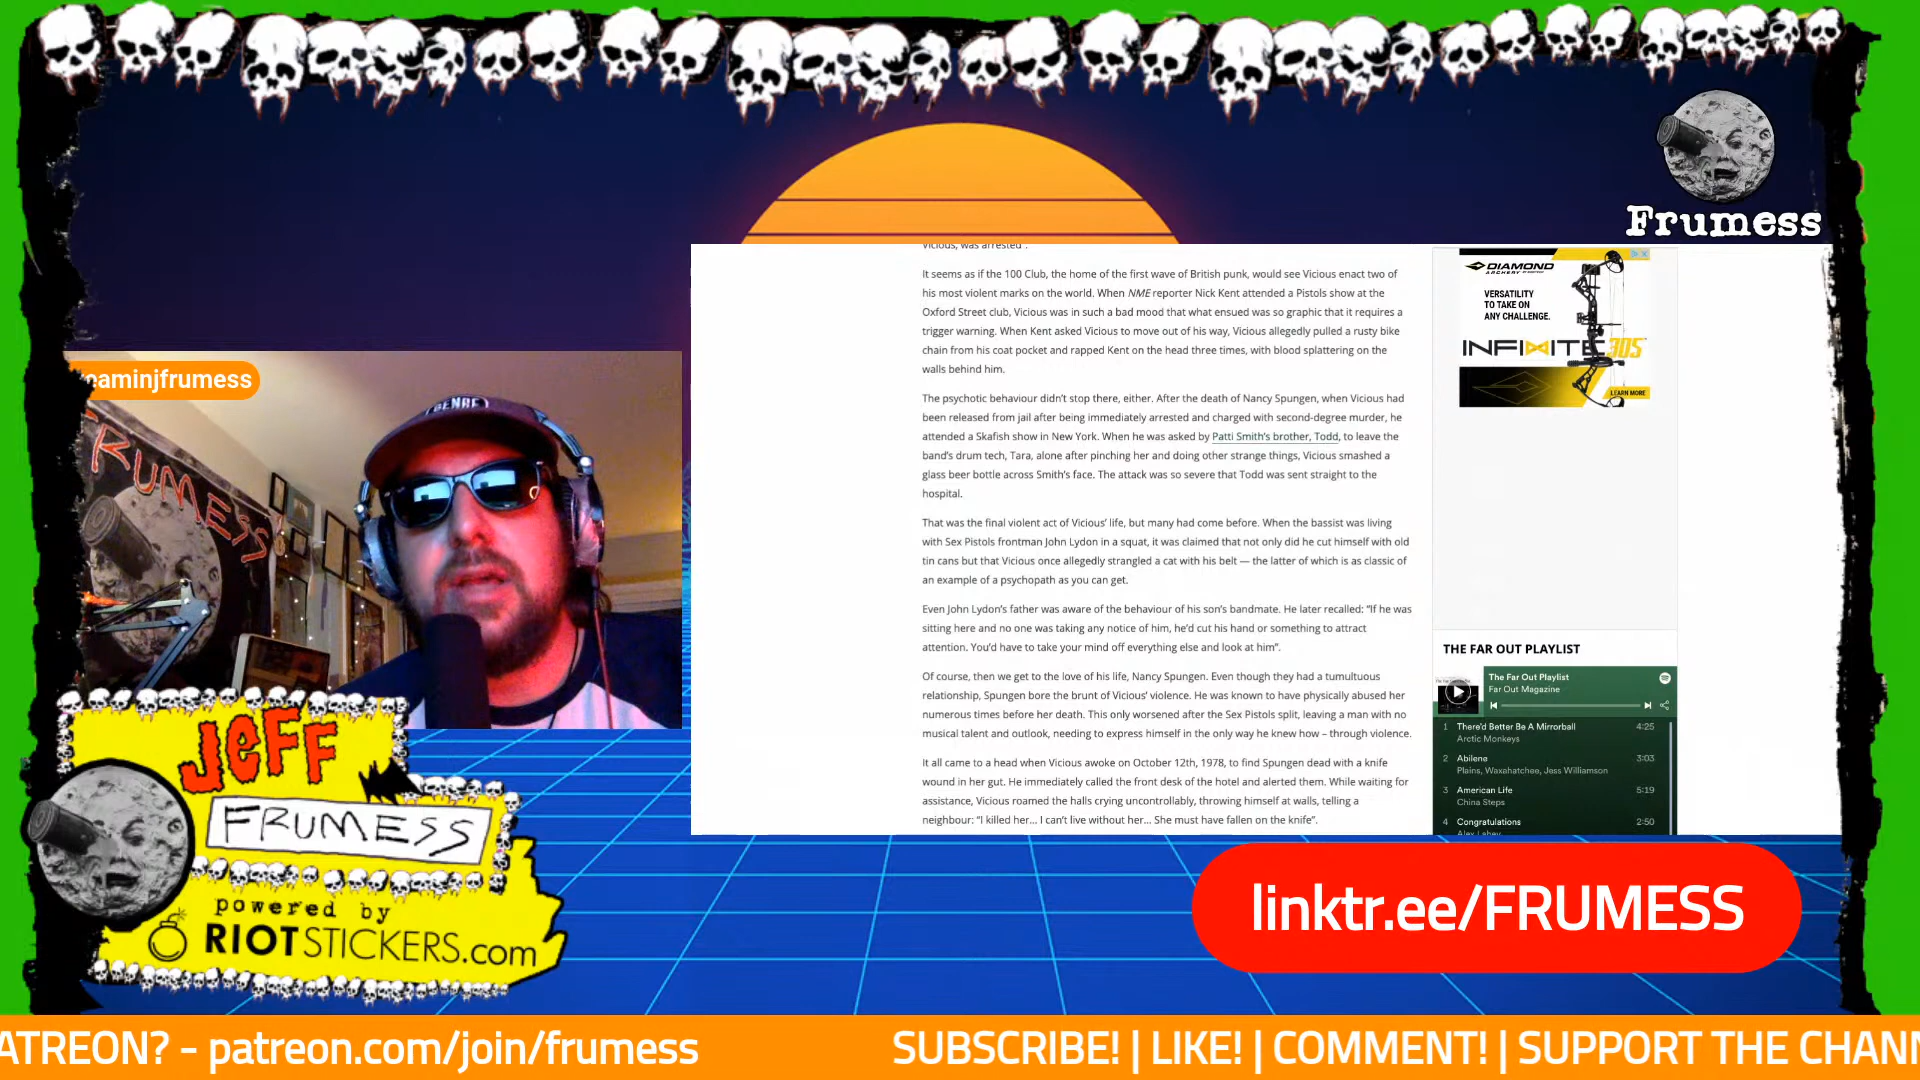 Frumess
caminjfrumess
FRUMESS
Vicious, was arrested".
It seems as if the 100 Club, the home of the first wave of British punk, would see Vicious enact two of
his most violent marks on the world. When NME reporter Nick Kent attended a Pistols show at the
Oxford Street club, Vicious was in such a bad mood that what ensued was so graphic that it requires a
trigger warning. When Kent asked Vicious to move out of his way, Vicious allegedly pulled a rusty bike
chain from his coat pocket and rapped Kent on the head three times, with blood splattering on the
walls behind him.
The psychotic behaviour didn't stop there, either. After the death of Nancy Spungen, when Vicious had
been released from jail after being immediately arrested and charged with second-degree murder, he
attended a Skafish show in New York. When he was asked by Patti Smith's brother, Todd, to leave the
band's drum tech, Tara, alone after pinching her and doing other strange things, Vicious smashed a
glass beer bottle across Smith's face. The attack was so severe that Todd was sent straight to the
hospital.
That was the final violent act of Vicious' life, but many had come before. When the bassist was living
with Sex Pistols frontman John Lydon in a squat, it was claimed that not only did he cut himself with old
tin cans but that Vicious once allegedly strangled a cat with his belt — the latter of which is as classic of
an example of a psychopath as you can get.
Even John Lydon's father was aware of the behaviour of his son's bandmate. He later recalled: "If he was
sitting here and no one was taking any notice of him, he'd cut his hand or something to attract
attention. You'd have to take your mind off everything else and look at him".
Of course, then we get to the love of his life, Nancy Spungen. Even though they had a tumultuous
relationship, Spungen bore the brunt of Vicious' violence. He was known to have physically abused her
numerous times before her death. This only worsened after the Sex Pistols split, leaving a man with no
musical talent and outlook, needing to express himself in the only way he knew how – through violence.
It all came to a head when Vicious awoke on October 12th, 1978, to find Spungen dead with a knife
wound in her gut. He immediately called the front desk of the hotel and alerted them. While waiting for
assistance, Vicious roamed the halls crying uncontrollably, throwing himself at walls, telling a
neighbour: "I killed her... I can't live without her... She must have fallen on the knife".
DIAMOND
VERSATILITY
TO TAKE ON
ANY CHALLENGE.
INFINITE 305
LEARN MORE
THE FAR OUT PLAYLIST
The Far Out Playlist
Far Out Magazine
1 There'd Better Be A Mirrorball 4:25
Arctic Monkeys
2 Abilene 3:03
Plains, Waxahatchee, Jess Williamson
3 American Life 5:19
China Steps
4 Congratulations 2:50
Alex Lahey
JEFF
FRUMESS
powered by
RIOTSTICKERS.com
linktr.ee/FRUMESS
ATREON? - patreon.com/join/frumess SUBSCRIBE! | LIKE! | COMMENT! | SUPPORT THE CHANN